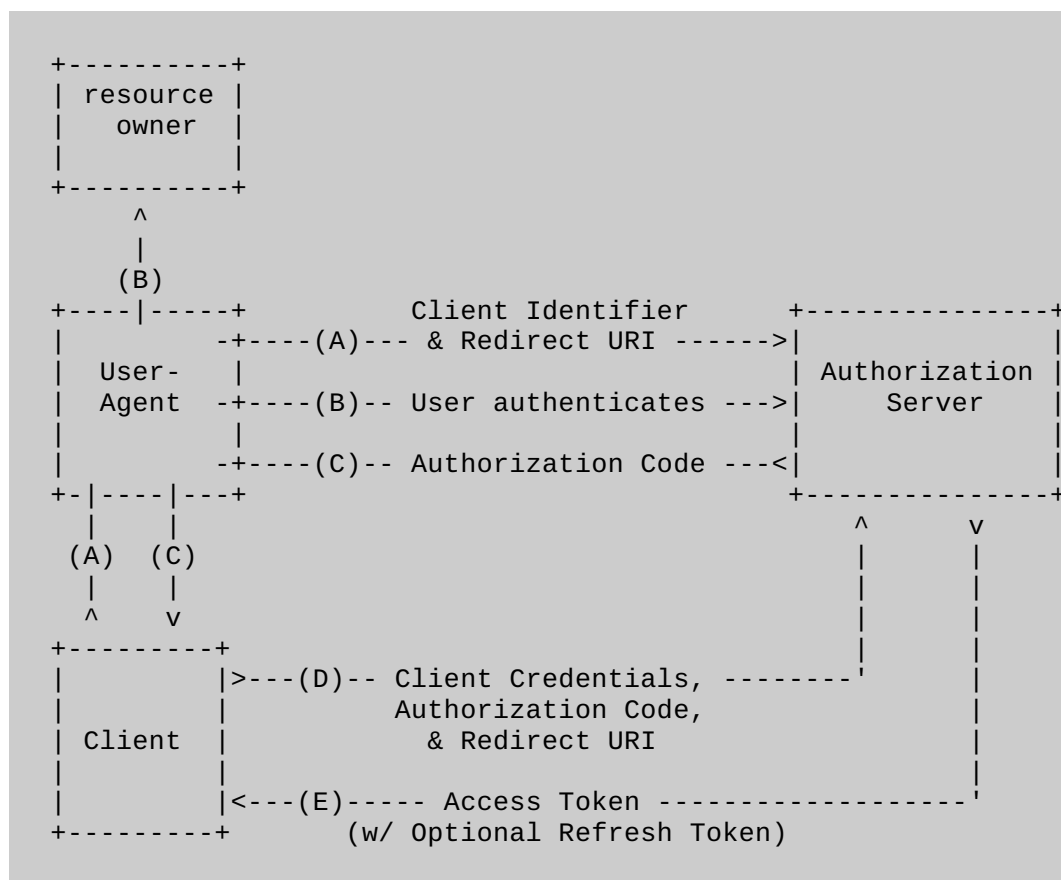 +----------+
| resource |
|   owner  |
|          |
+----------+
     ^
     |
    (B)
+----|-----+          Client Identifier      +---------------+
|         -+----(A)--- & Redirect URI ------>|               |
|  User-   |                                 | Authorization |
|  Agent  -+----(B)-- User authenticates --->|     Server    |
|          |                                 |               |
|         -+----(C)-- Authorization Code ---<|               |
+-|----|---+                                 +---------------+
  |    |                                         ^      v
 (A)  (C)                                        |      |
  |    |                                         |      |
  ^    v                                         |      |
+---------+                                      |      |
|         |>---(D)-- Client Credentials, --------'      |
|         |          Authorization Code,                |
| Client  |            & Redirect URI                   |
|         |                                             |
|         |<---(E)----- Access Token -------------------'
+---------+       (w/ Optional Refresh Token)